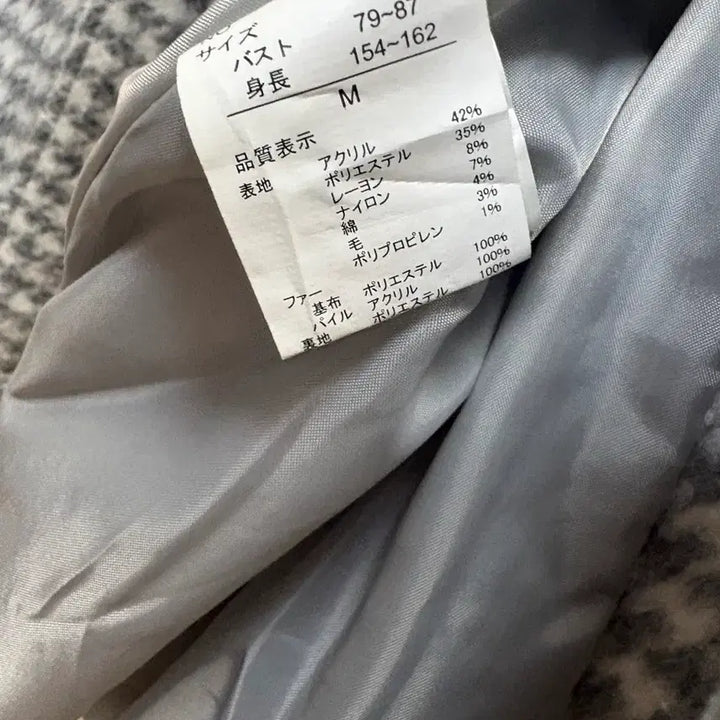 サイズ
バスト 79~87
身長 154~162
M
品質表示
表地 アクリル 42%
ポリエステル 35%
レーヨン 8%
ナイロン 7%
綿 4%
毛 3%
ポリプロピレン 1%
ファー
基布 ポリエステル 100%
パイル アクリル 100%
裏地 ポリエステル 100%